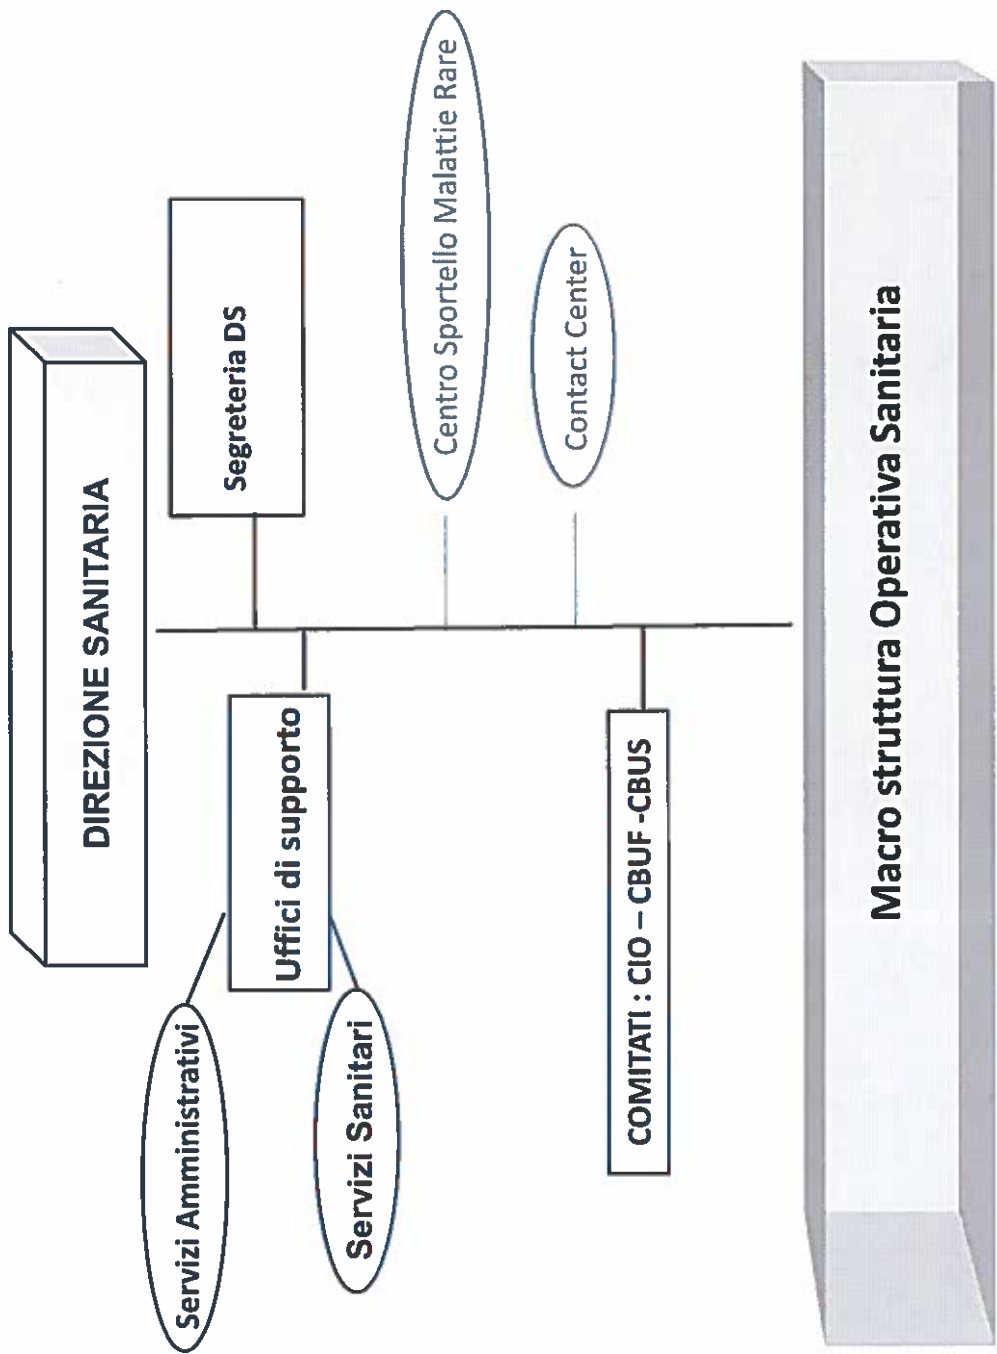 DIREZIONE SANITARIA
Segreteria DS
Servizi Amministrativi
Uffici di supporto
Servizi Sanitari
Centro Sportello Malattie Rare
Contact Center
COMITATI : CIO – CBUF -CBUS
Macro struttura Operativa Sanitaria